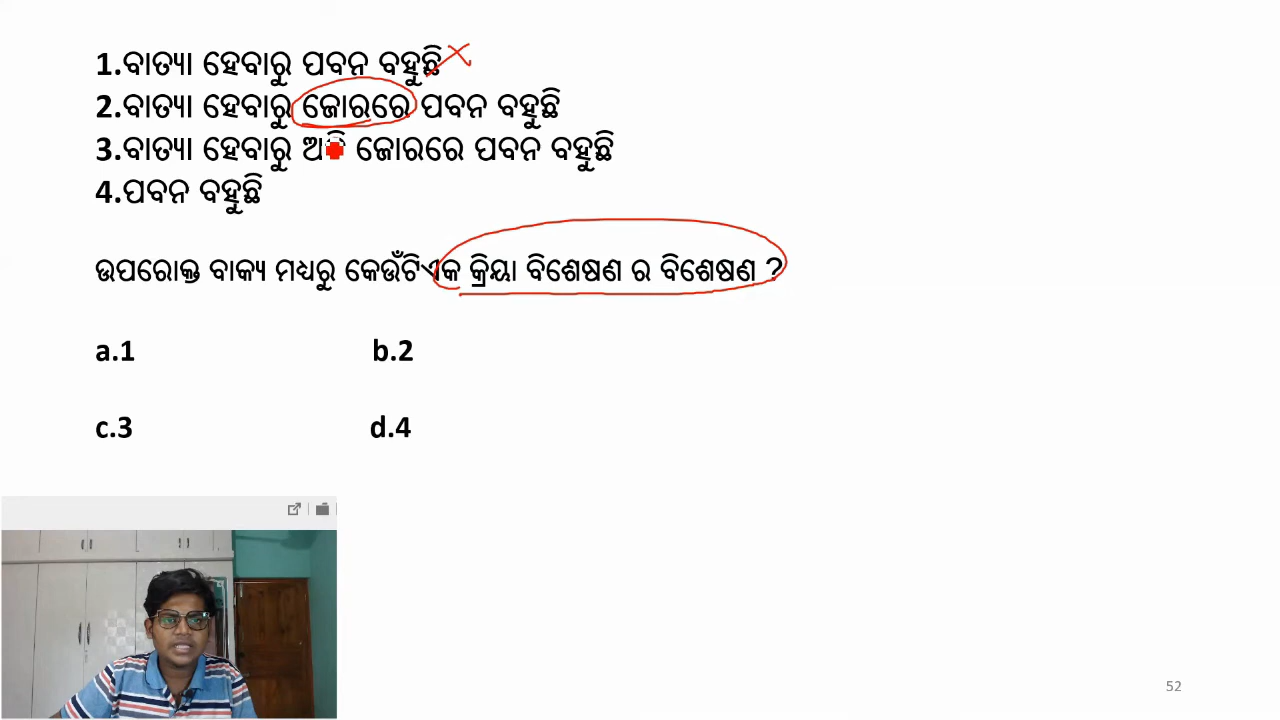 1.ବାତ୍ୟା ହେବାରୁ ପବନ ବହୁଛି
2.ବାତ୍ୟା ହେବାରୁ ଜୋରରେ ପବନ ବହୁଛି
3.ବାତ୍ୟା ହେବାରୁ ଅତି ଜୋରରେ ପବନ ବହୁଛି
4.ପବନ ବହୁଛି
ଉପରୋକ୍ତ ବାକ୍ୟ ମଧ୍ୟରୁ କେଉଁଟିଏକ କ୍ରିୟା ବିଶେଷଣ ର ବିଶେଷଣ ?
a.1 b.2
c.3 d.4
52